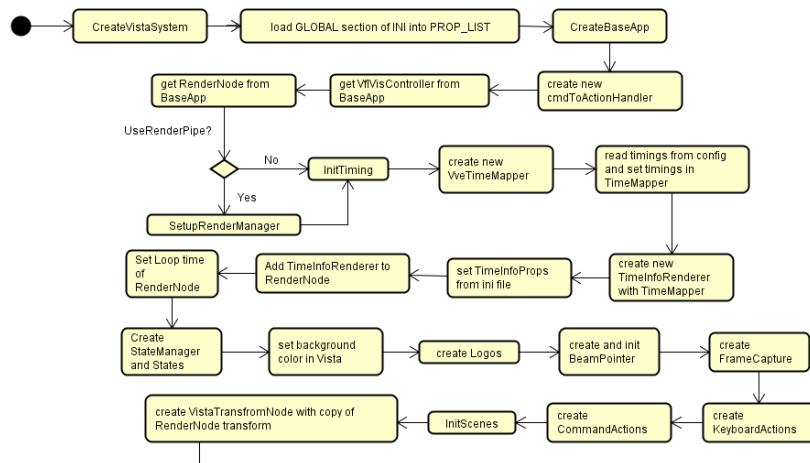 CreateVistaSystem
load GLOBAL section of INI into PROP_LIST
CreateBaseApp
get RenderNode from
BaseApp
get VflVisController from
BaseApp
create new
cmdToActionHandler
UseRenderPipe?
No
Yes
InitTiming
create new
VveTimeMapper
read timings from config
and set timings in
TimeMapper
SetupRenderManager
Set Loop time
of
RenderNode
Add TimeInfoRenderer to
RenderNode
set TimeInfoProps
from ini file
create new
TimeInfoRenderer
with TimeMapper
Create
StateManager
and States
set background
color in Vista
create Logos
create and init
BeamPointer
create
FrameCapture
create VistaTransfromNode with copy of
RenderNode transform
InitScenes
create
CommandActions
create
KeyboardActions